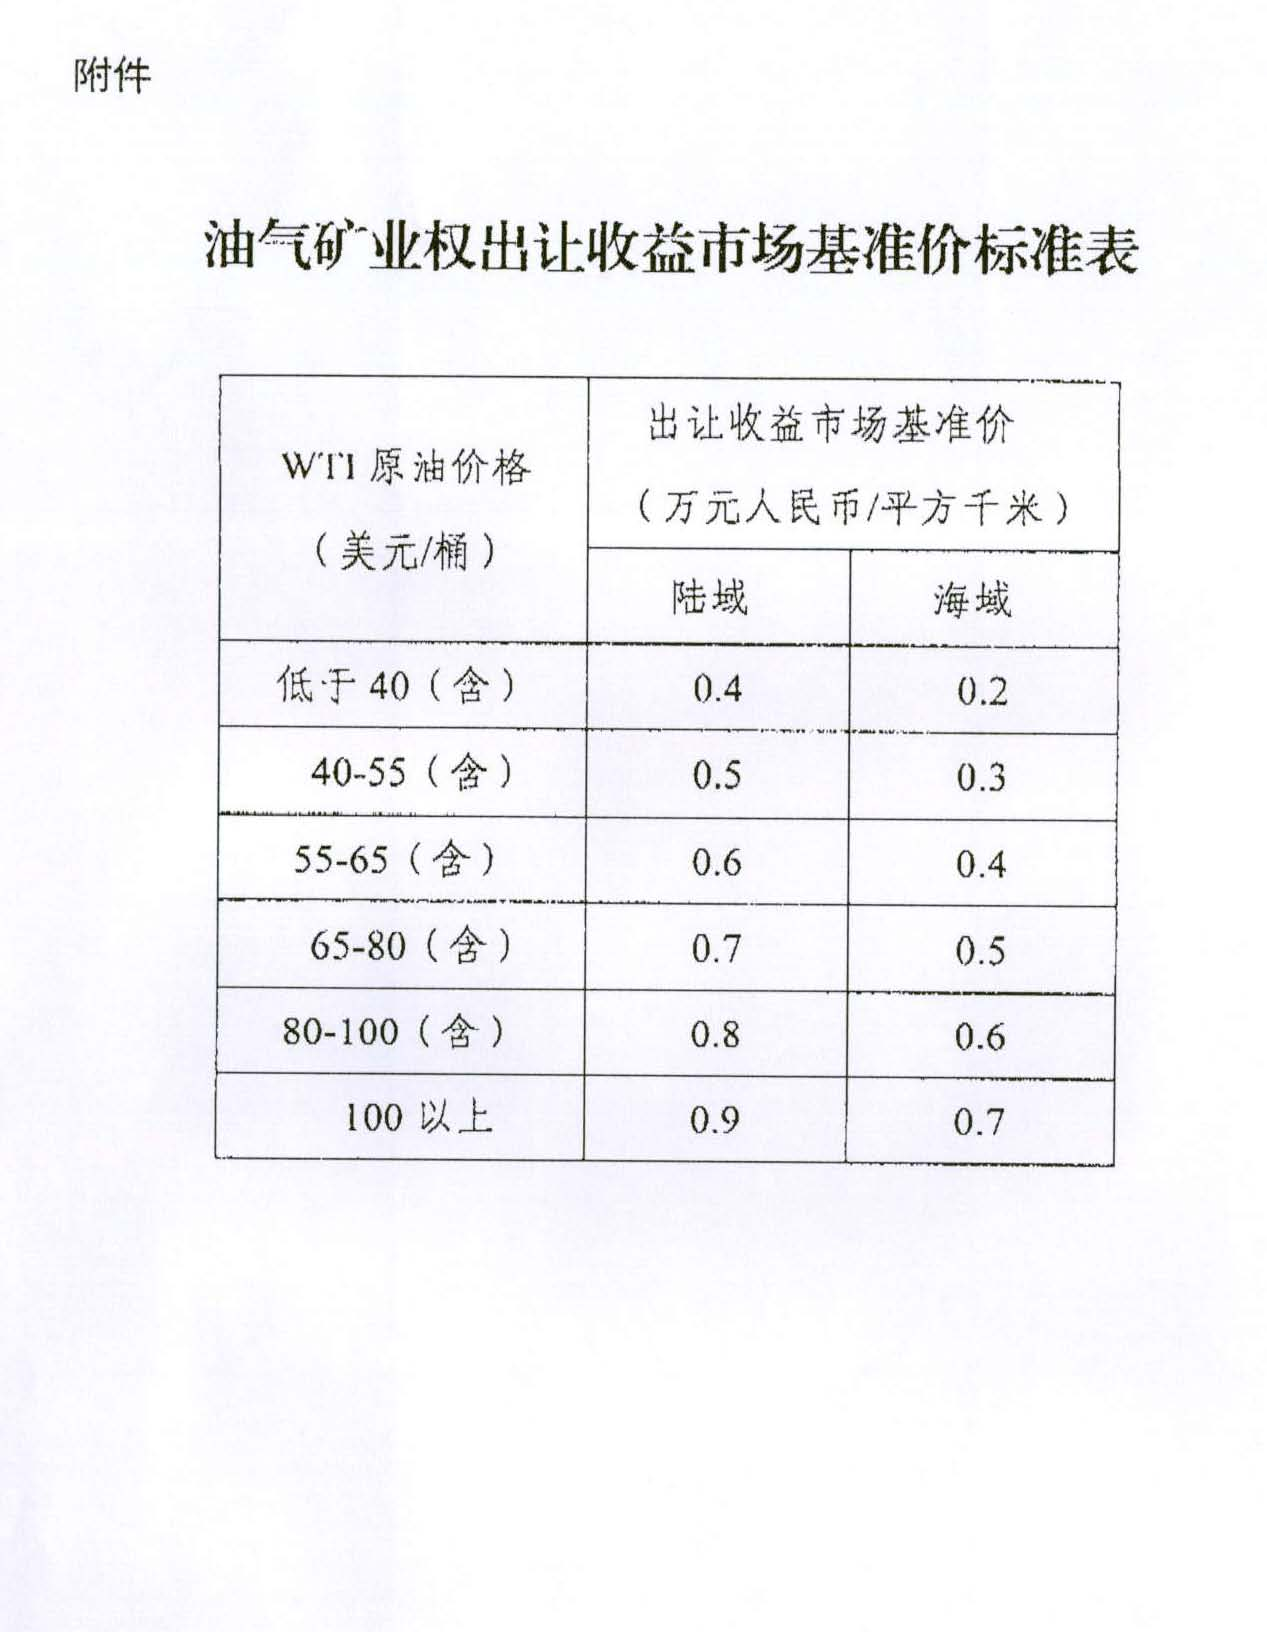 附件
油气矿业权出让收益市场基准价标准表
WTI 原油价格
（美元/桶）
出让收益市场基准价
（万元人民币/平方千米）
陆域 海域
低于 40（含） 0.4 0.2
40-55（含） 0.5 0.3
55-65（含） 0.6 0.4
65-80（含） 0.7 0.5
80-100（含） 0.8 0.6
100 以上 0.9 0.7